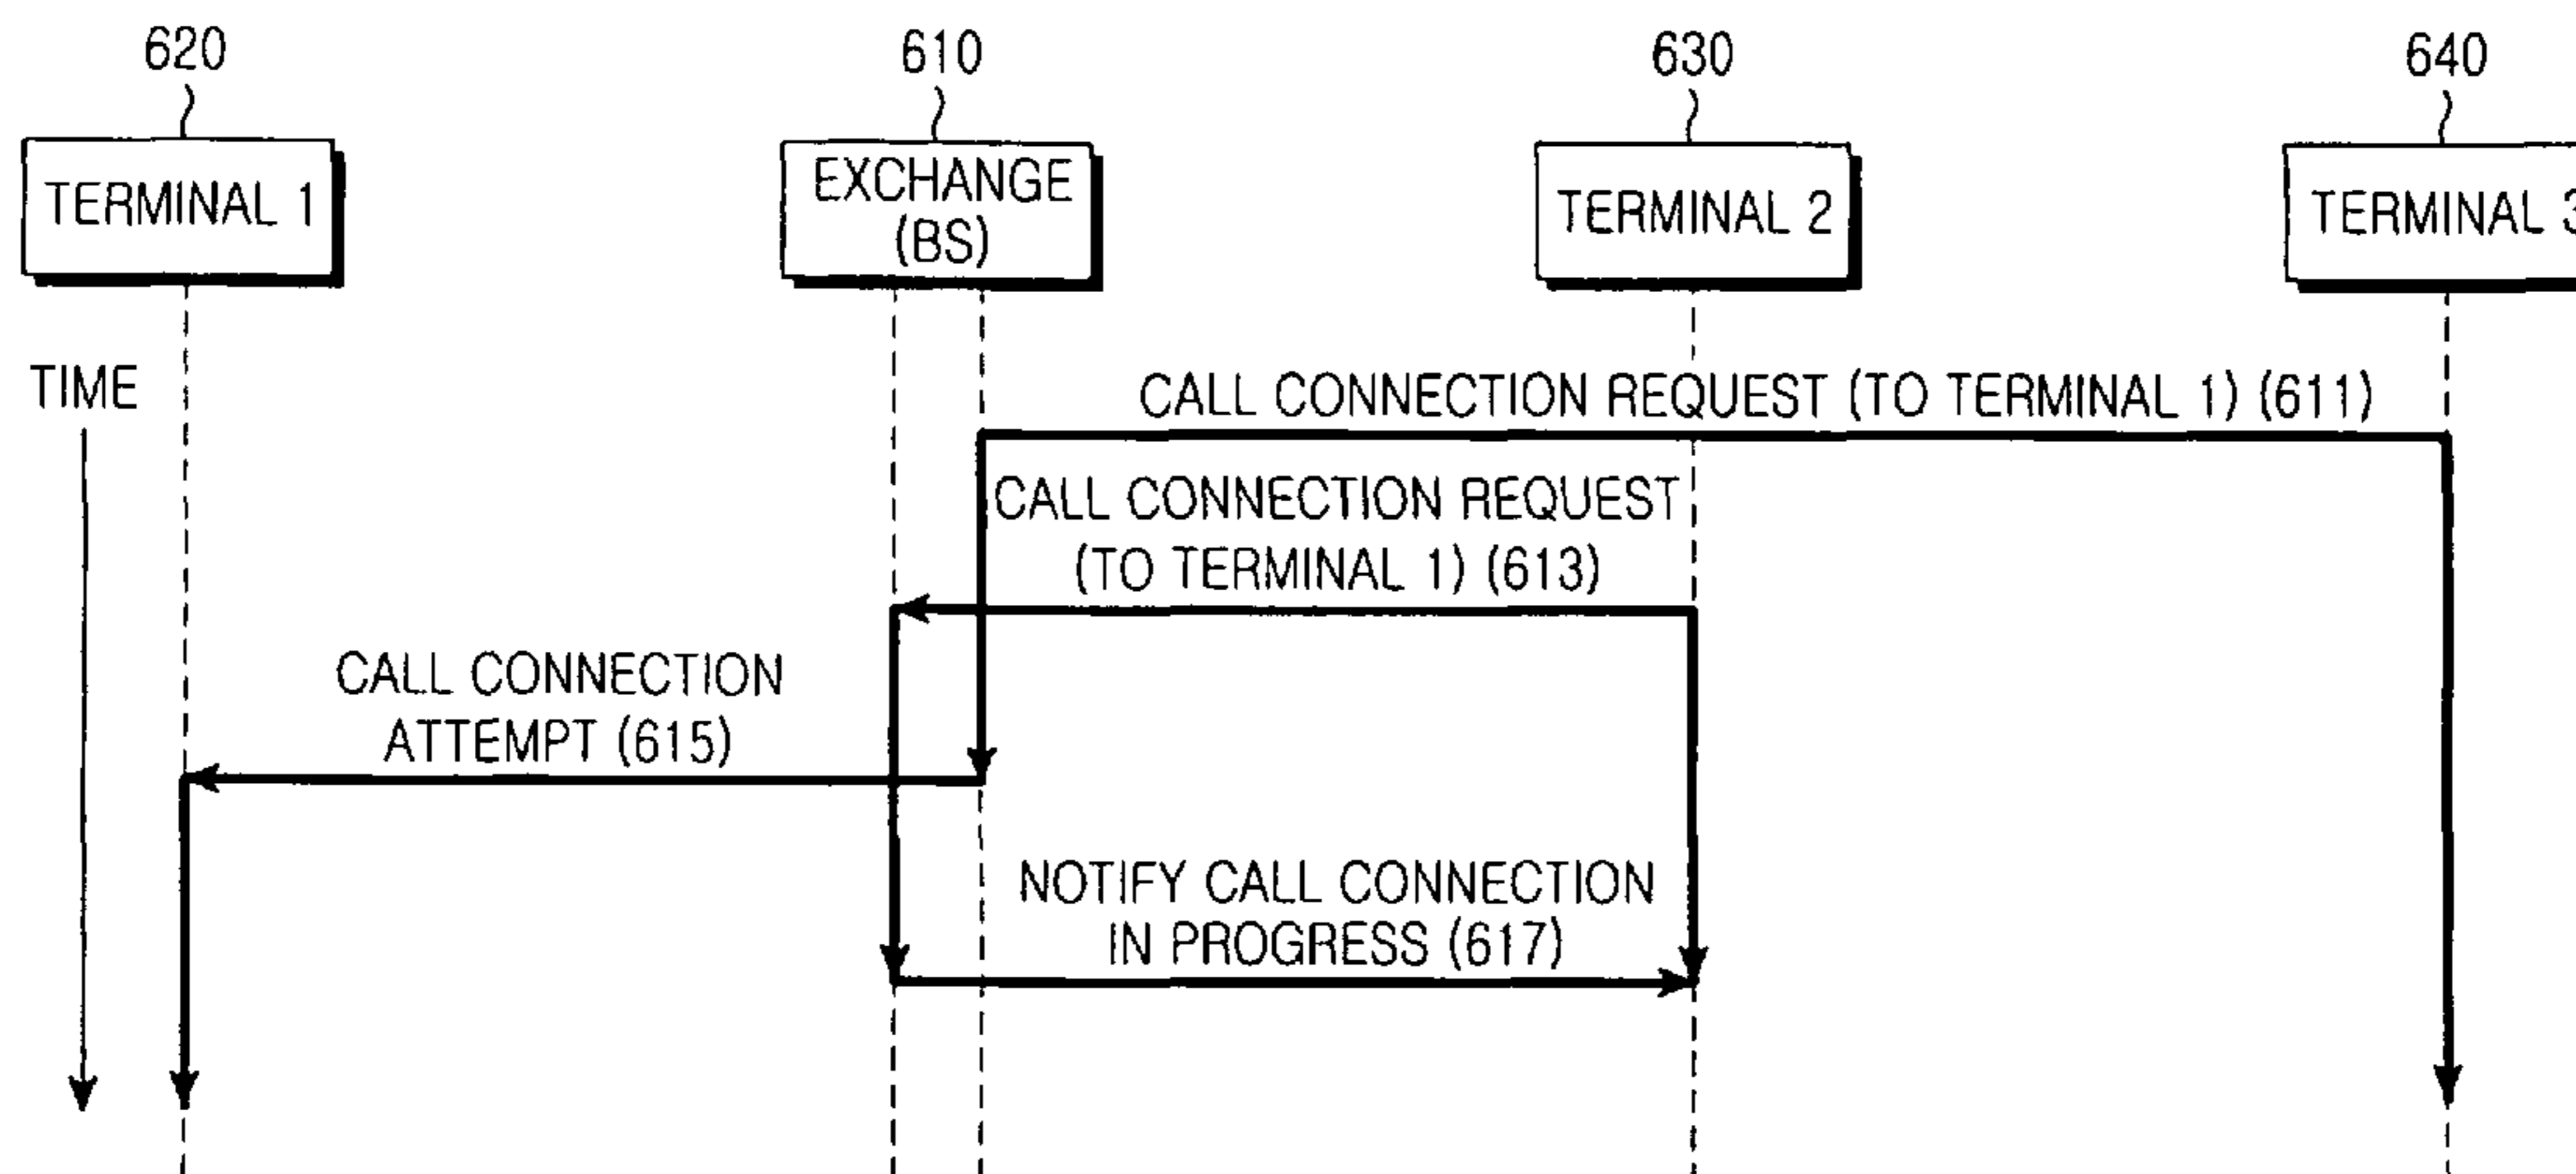 620
610
630
640
TERMINAL 1
EXCHANGE
(BS)
TERMINAL 2
TERMINAL 3
TIME
CALL CONNECTION REQUEST (TO TERMINAL 1) (611)
CALL CONNECTION REQUEST
(TO TERMINAL 1) (613)
CALL CONNECTION
ATTEMPT (615)
NOTIFY CALL CONNECTION
IN PROGRESS (617)